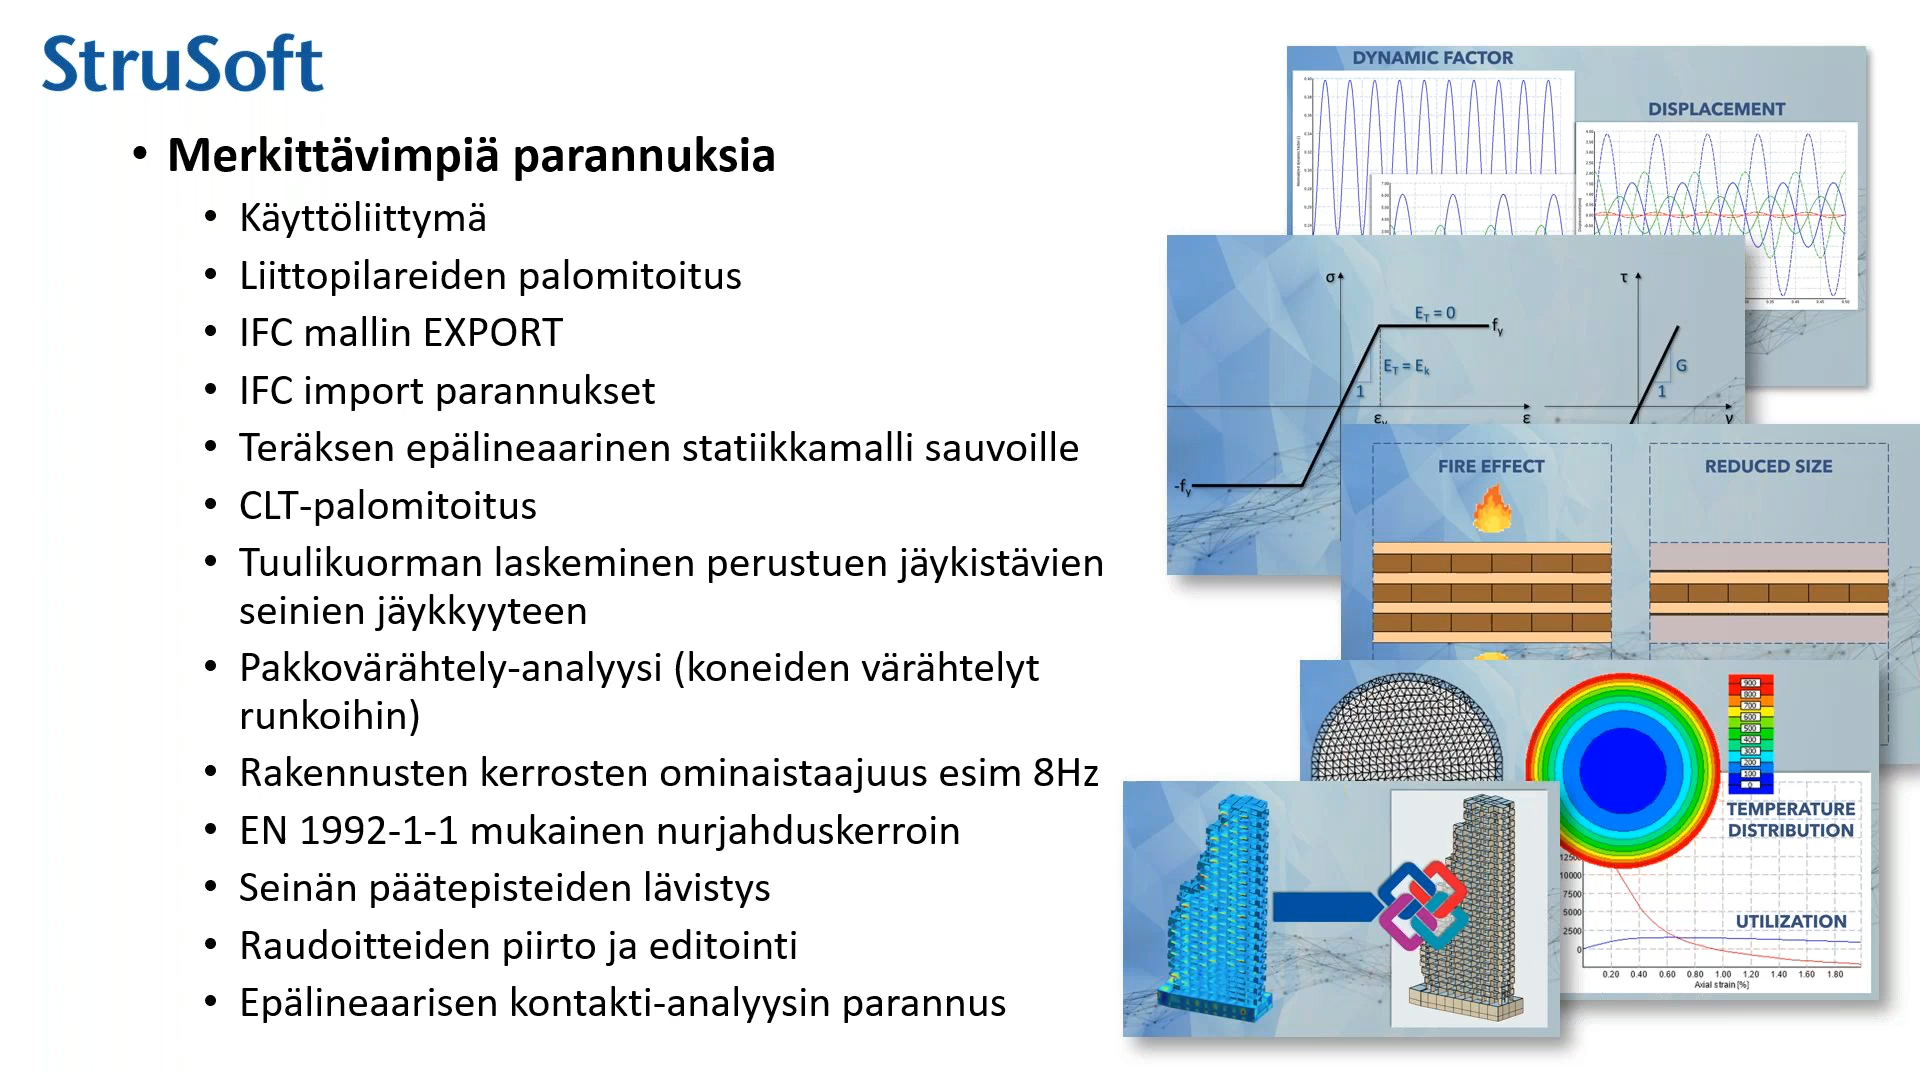 StruSoft
• Merkittävimpiä parannuksia
• Käyttöliittymä
• Liittopilareiden palomitoitus
• IFC mallin EXPORT
• IFC import parannukset
• Teräksen epälineaarinen statiikkamalli sauvoille
• CLT-palomitoitus
• Tuulikuorman laskeminen perustuen jäykistävien
seinien jäykkyyteen
• Pakkovärähtely-analyysi (koneiden värähtelyt
runkoihin)
• Rakennusten kerrosten ominaistaajuus esim 8Hz
• EN 1992-1-1 mukainen nurjahduskerroin
• Seinän päätepisteiden lävistys
• Raudoitteiden piirto ja editointi
• Epälineaarisen kontakti-analyysin parannus
DYNAMIC FACTOR
DISPLACEMENT
σ
τ
E_T = 0
f_y
E_T = E_k
G
1
1
ε
ε_y
-f_y
FIRE EFFECT
REDUCED SIZE
900
800
700
600
500
400
300
200
100
0
TEMPERATURE
DISTRIBUTION
10000
7500
5000
2500
0
UTILIZATION
0.20 0.40 0.60 0.80 1.00 1.20 1.40 1.60 1.80
Axial strain [%]